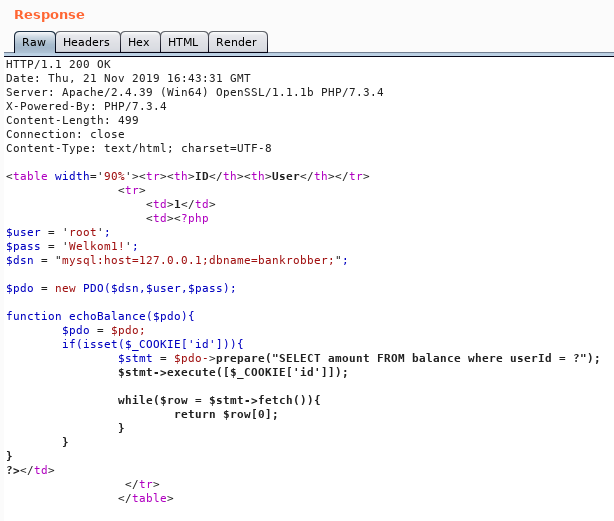 Response
Raw Headers Hex HTML Render
HTTP/1.1 200 OK
Date: Thu, 21 Nov 2019 16:43:31 GMT
Server: Apache/2.4.39 (Win64) OpenSSL/1.1.1b PHP/7.3.4
X-Powered-By: PHP/7.3.4
Content-Length: 499
Connection: close
Content-Type: text/html; charset=UTF-8

<table width='90%'><tr><th>ID</th><th>User</th></tr>
                <tr>
                    <td>1</td>
                    <td><?php
$user = 'root';
$pass = 'Welkom1!';
$dsn = "mysql:host=127.0.0.1;dbname=bankrobber;";

$pdo = new PDO($dsn,$user,$pass);

function echoBalance($pdo){
        $pdo = $pdo;
        if(isset($_COOKIE['id'])){
                $stmt = $pdo->prepare("SELECT amount FROM balance where userId = ?");
                $stmt->execute([$_COOKIE['id']]);

                while($row = $stmt->fetch()){
                        return $row[0];
                }
        }
}
?></td>
                 </tr>
                </table>